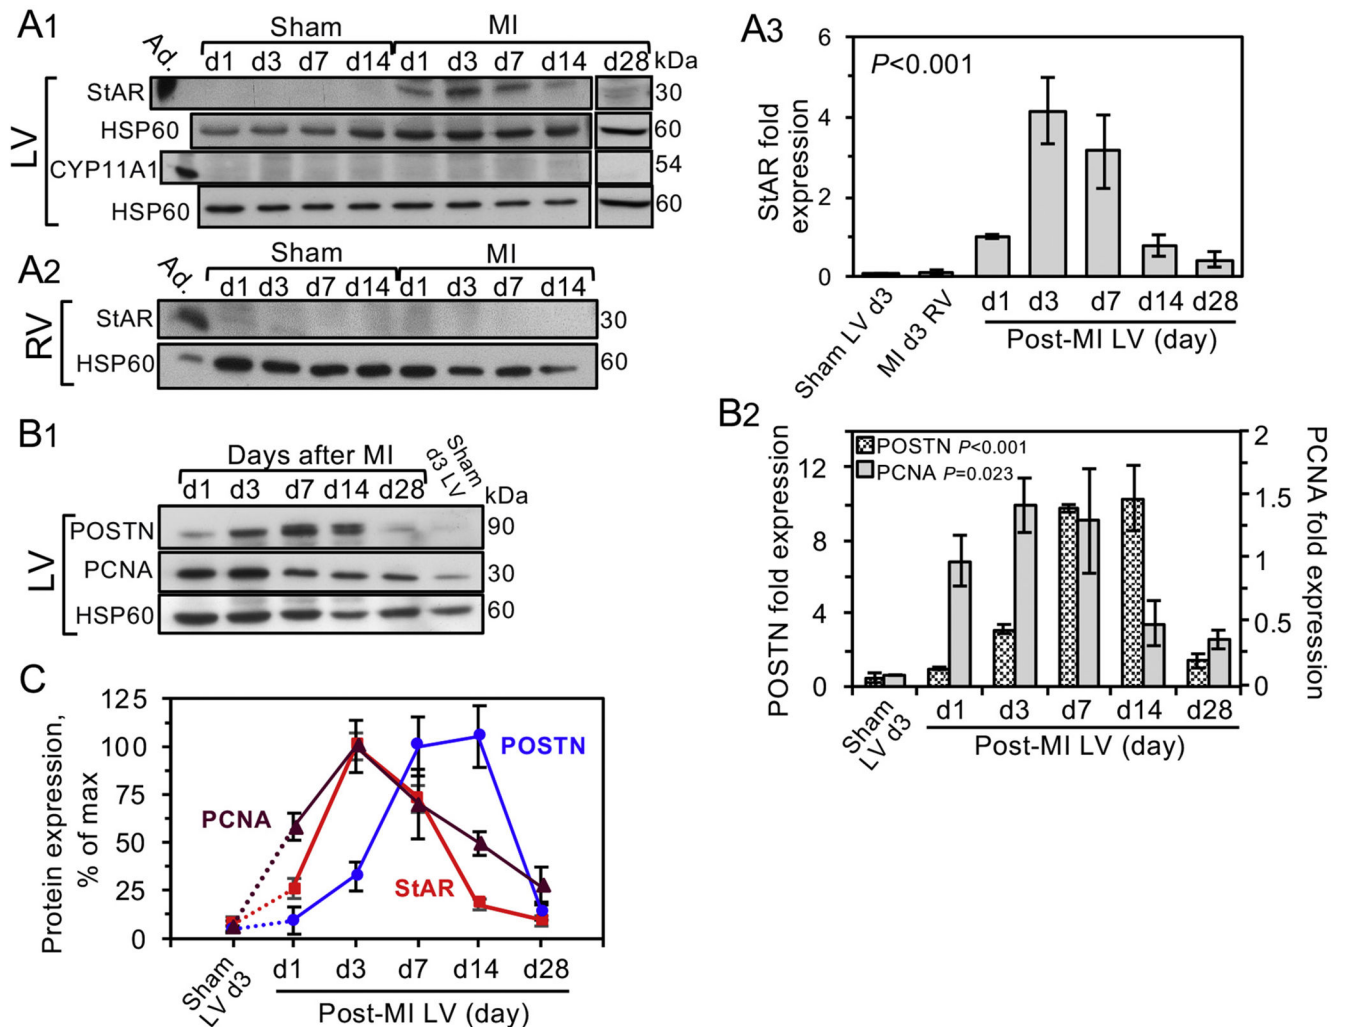 A1
Sham MI
Ad. d1 d3 d7 d14 d1 d3 d7 d14 d28 kDa
LV
StAR 30
HSP60 60
CYP11A1 54
HSP60 60
A2
Sham MI
Ad. d1 d3 d7 d14 d1 d3 d7 d14
RV
StAR 30
HSP60 60
A3
P<0.001
StAR fold
expression
6
4
2
0
Sham LV d3 MI d3 RV d1 d3 d7 d14 d28
Post-MI LV (day)
B1
Days after MI
Sham
d3 LV
d1 d3 d7 d14 d28 kDa
LV
POSTN 90
PCNA 30
HSP60 60
B2
POSTN P<0.001
PCNA P=0.023
POSTN fold expression
12
8
4
0
PCNA fold expression
2
1.5
1
0.5
0
Sham
LV d3
d1 d3 d7 d14 d28
Post-MI LV (day)
C
Protein expression,
% of max
125
100
75
50
25
0
POSTN
PCNA
StAR
Sham
LV d3
d1 d3 d7 d14 d28
Post-MI LV (day)